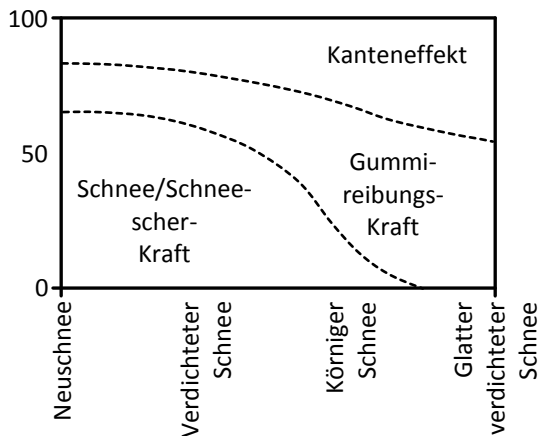 100
Kanteneffekt
50
Gummi-
reibungs-
Kraft
Schnee/Schnee-
scher-
Kraft
0
Neuschnee
Verdichteter
Schnee
Körniger
Schnee
Glatter
verdichteter
Schnee